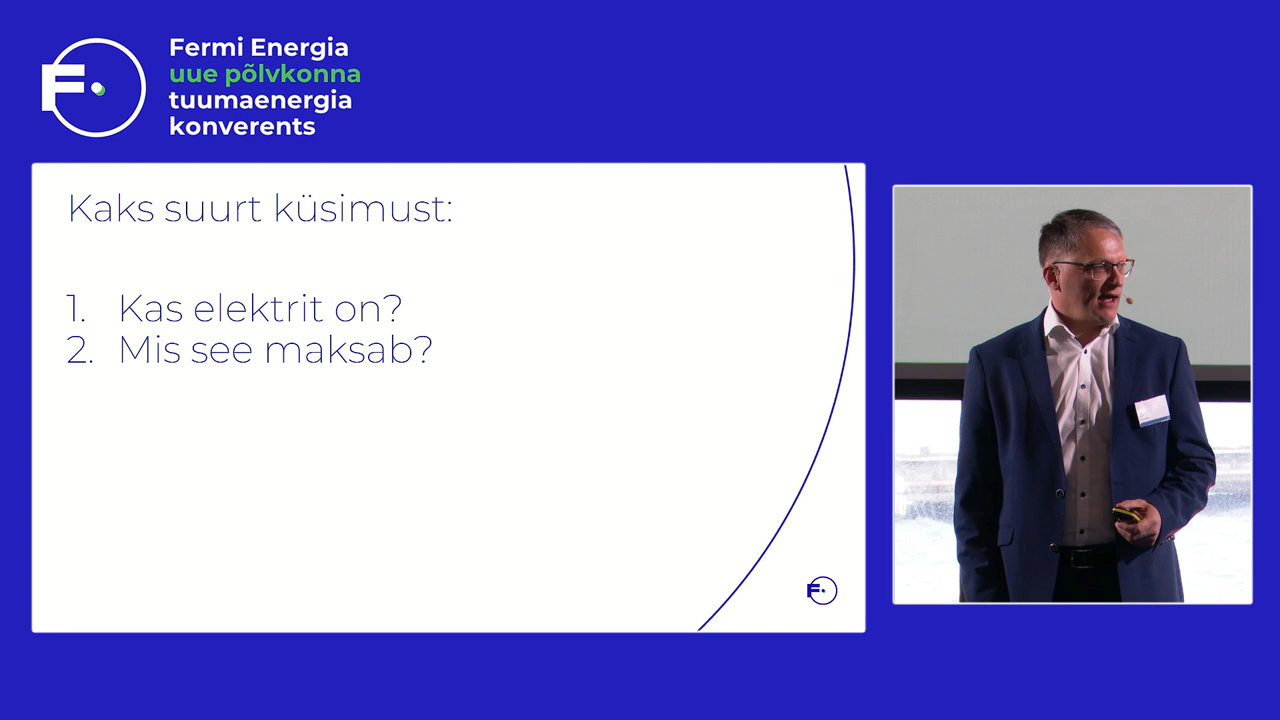 Fermi Energia
uue põlvkonna
tuumaenergia
konverents
Kaks suurt küsimust:
1. Kas elektrit on?
2. Mis see maksab?